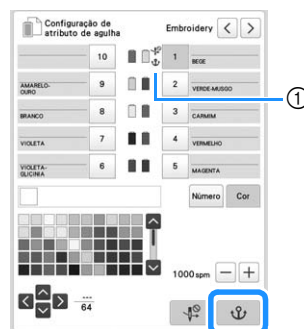 Configuração de
atributo de agulha
Embroidery < >
10 1 BEGE
AMARELO-
OURO
9 2 VERDE-MUSGO
BRANCO 8 3 CARMIM
VIOLETA 7 4 VERMELHO
VIOLETA-
GLICÍNIA
6 5 MAGENTA
①
Número Cor
1000 spm − +
---
64